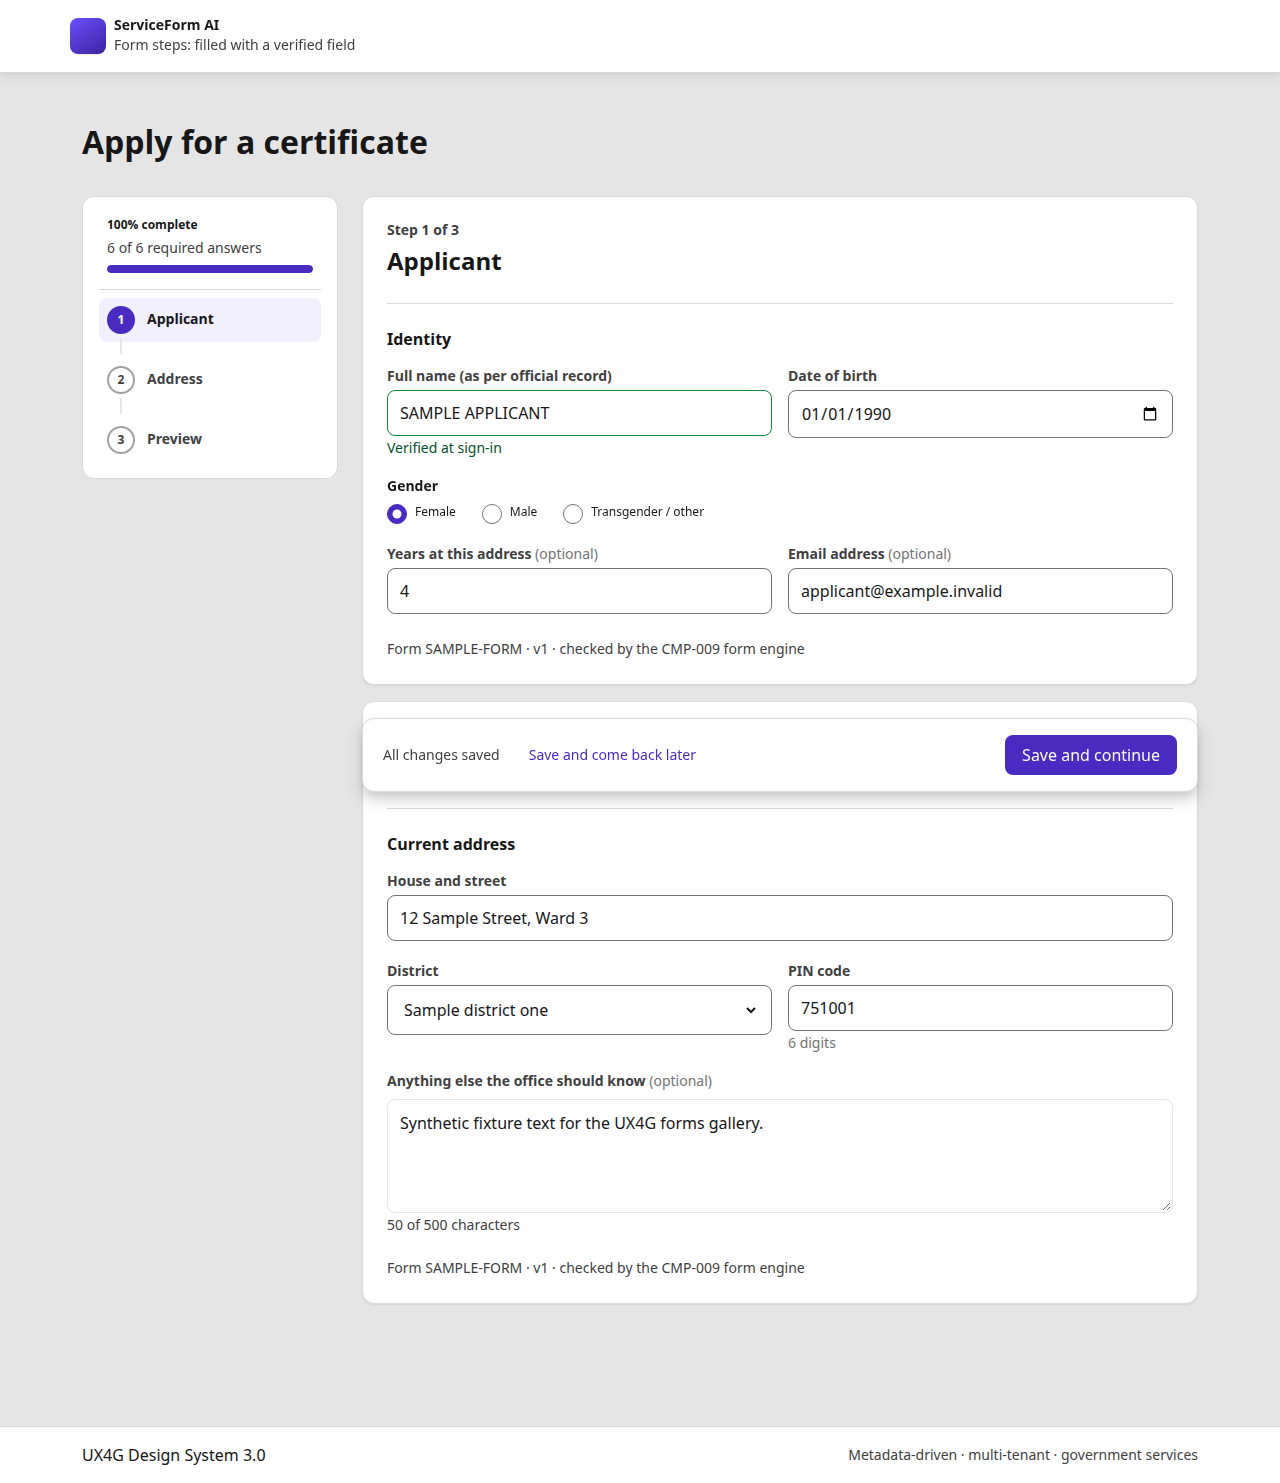 ServiceForm AI
Form steps: filled with a verified field
Apply for a certificate
100% complete
6 of 6 required answers
1 Applicant
2 Address
3 Preview
Step 1 of 3
Applicant
Identity
Full name (as per official record)
SAMPLE APPLICANT
Verified at sign-in
Date of birth
01/01/1990
Gender
Female Male Transgender / other
Years at this address (optional)
4
Email address (optional)
applicant@example.invalid
Form SAMPLE-FORM · v1 · checked by the CMP-009 form engine
All changes saved Save and come back later Save and continue
Current address
House and street
12 Sample Street, Ward 3
District
Sample district one
PIN code
751001
6 digits
Anything else the office should know (optional)
Synthetic fixture text for the UX4G forms gallery.
50 of 500 characters
Form SAMPLE-FORM · v1 · checked by the CMP-009 form engine
UX4G Design System 3.0
Metadata-driven · multi-tenant · government services